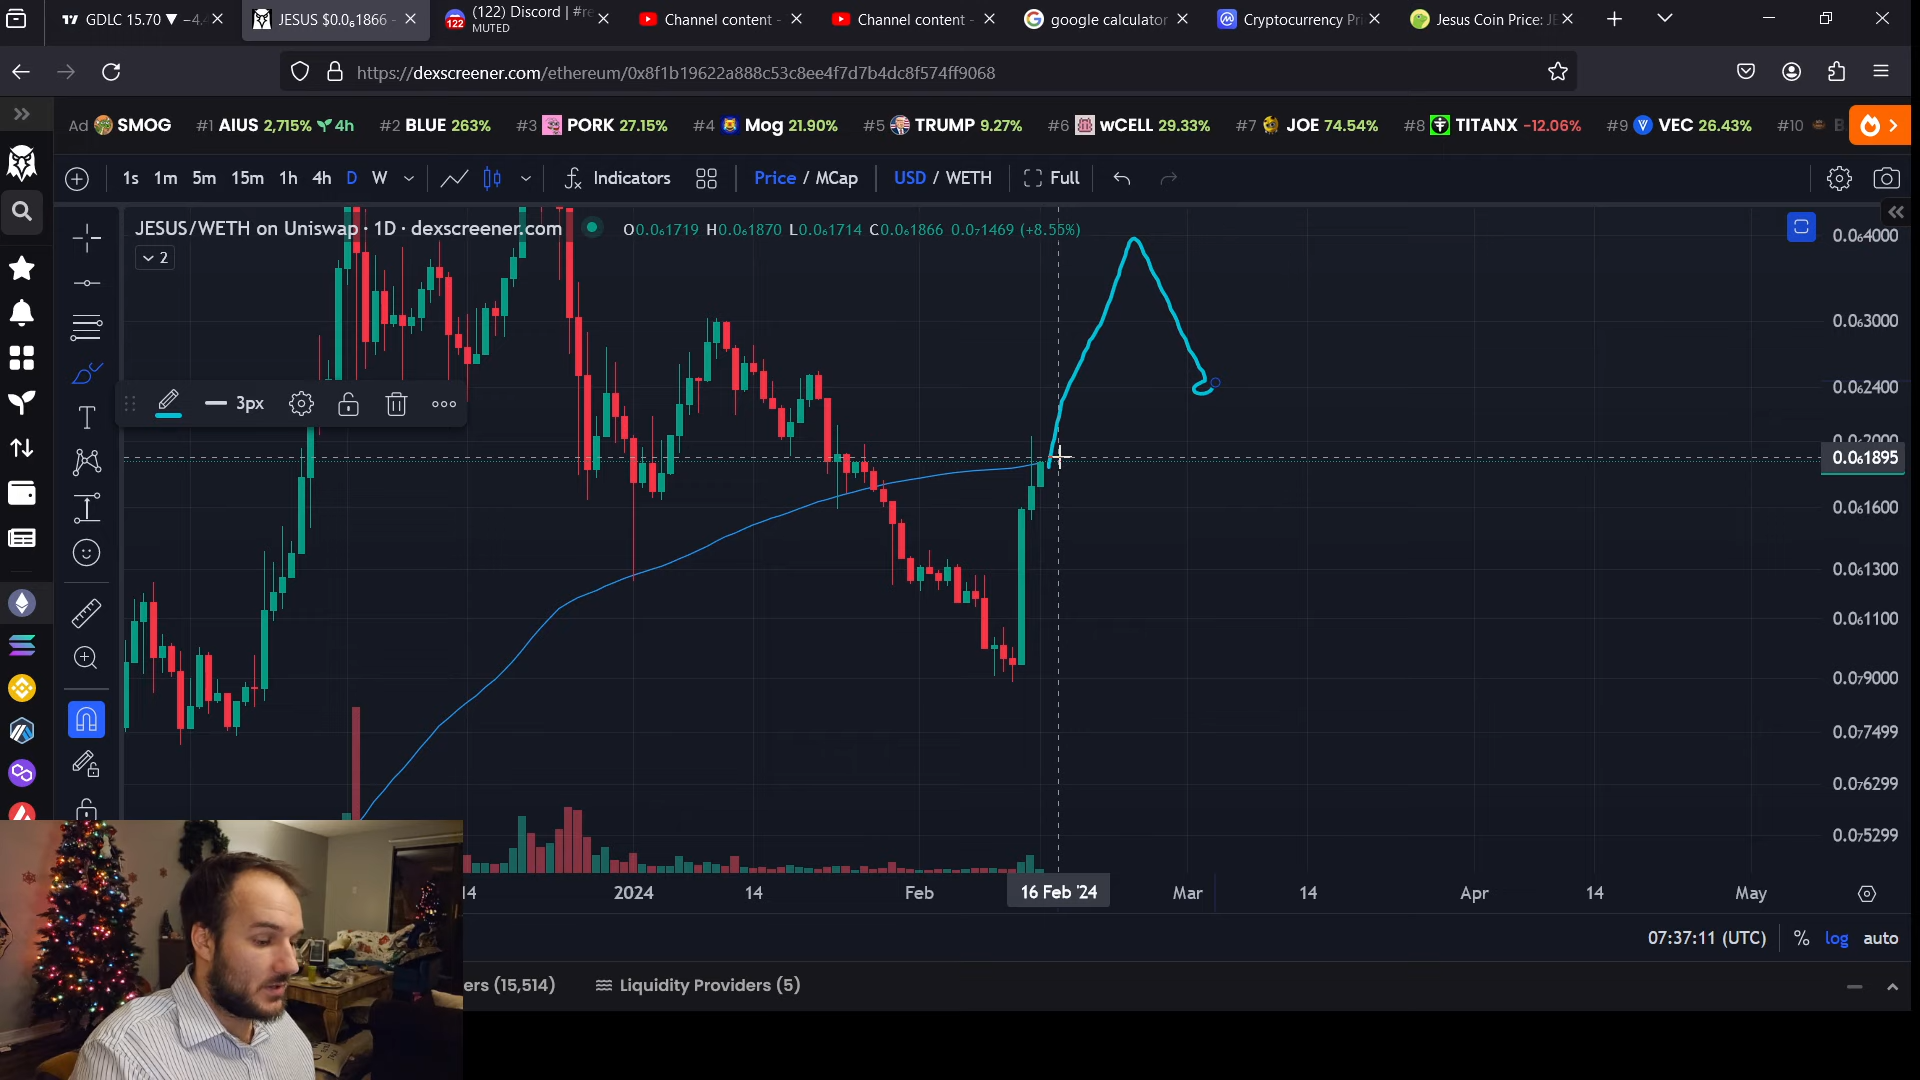 GDLC 15.70 ▼ −4.
JESUS $0.0₆1866 -
(122) Discord | #re
MUTED
Channel content -
Channel content -
google calculator
Cryptocurrency Pri
Jesus Coin Price: JE
https://dexscreener.com/ethereum/0x8f1b19622a888c53c8ee4f7d7b4dc8f574ff9068
Ad SMOG #1 AIUS 2,715% 4h #2 BLUE 263% #3 PORK 27.15% #4 Mog 21.90% #5 TRUMP 9.27% #6 wCELL 29.33% #7 JOE 74.54% #8 TITANX -12.06% #9 VEC 26.43% #10
1s 1m 5m 15m 1h 4h D W Indicators Price / MCap USD / WETH Full
JESUS/WETH on Uniswap · 1D · dexscreener.com O0.0₆1719 H0.0₆1870 L0.0₆1714 C0.0₆1866 0.0₇1469 (+8.55%)
2
3px
0.0₆4000
0.0₆3000
0.0₆2400
0.0₆2000
0.0₆1895
0.0₆1600
0.0₆1300
0.0₆1100
0.0₇9000
0.0₇7499
0.0₇6299
0.0₇5299
14 2024 14 Feb 16 Feb '24 Mar 14 Apr 14 May
07:37:11 (UTC) % log auto
ers (15,514) Liquidity Providers (5)